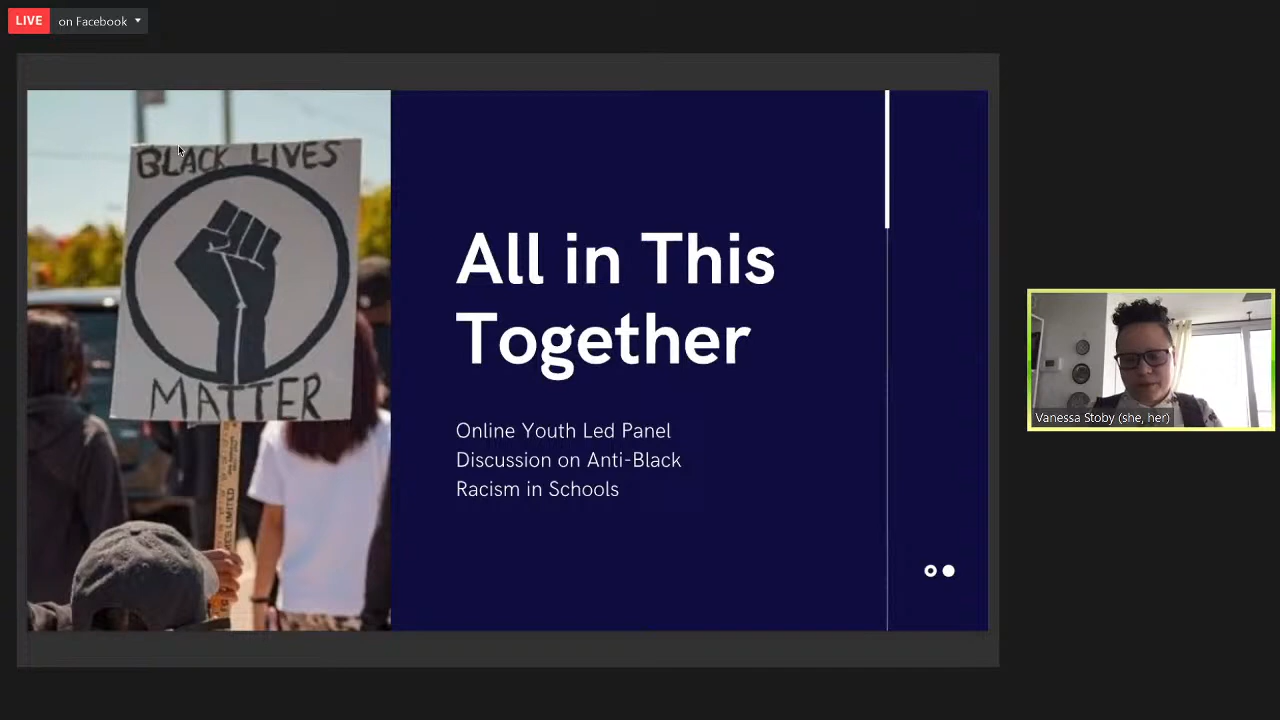 LIVE on Facebook
BLACK LIVES
MATTER
All in This
Together
Online Youth Led Panel
Discussion on Anti-Black
Racism in Schools
Vanessa Stoby (she, her)